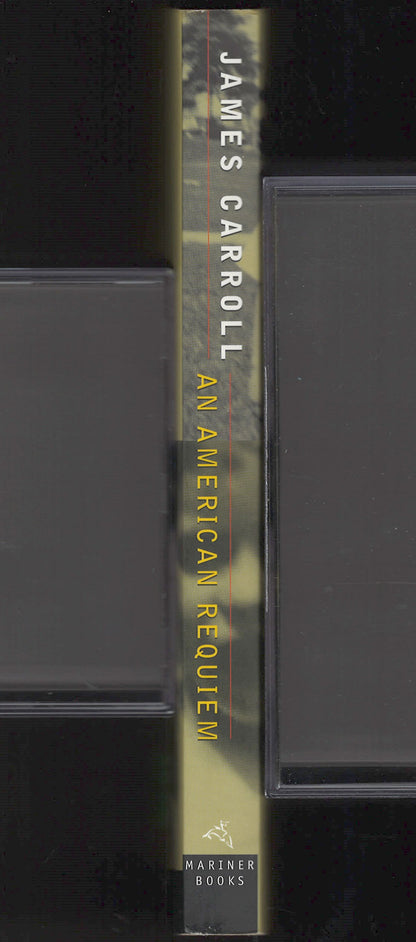 JAMES CARROLL
AN AMERICAN REQUIEM
MARINER
BOOKS